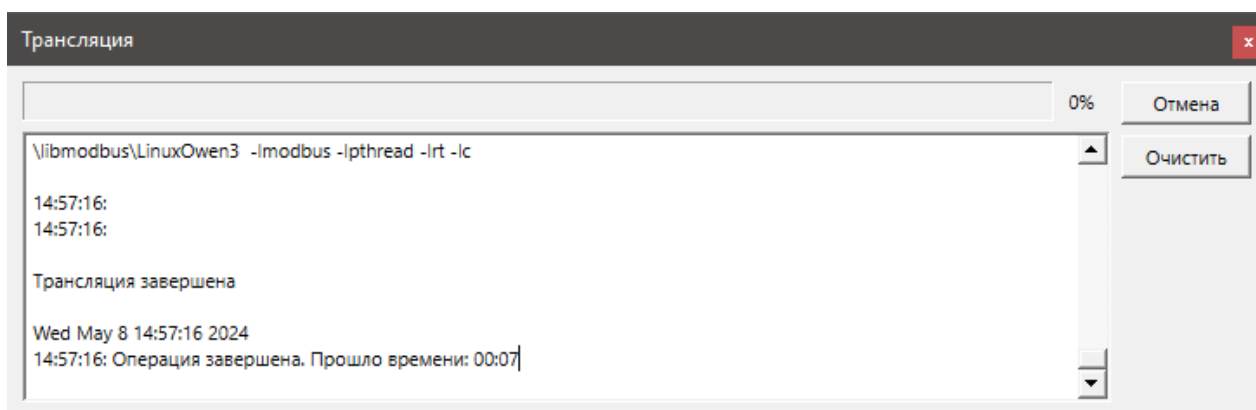 Трансляция
x
0%
Отмена
\libmodbus\LinuxOwen3 -lmodbus -lpthread -lrt -lc
Очистить
14:57:16:
14:57:16:
Трансляция завершена
Wed May 8 14:57:16 2024
14:57:16: Операция завершена. Прошло времени: 00:07